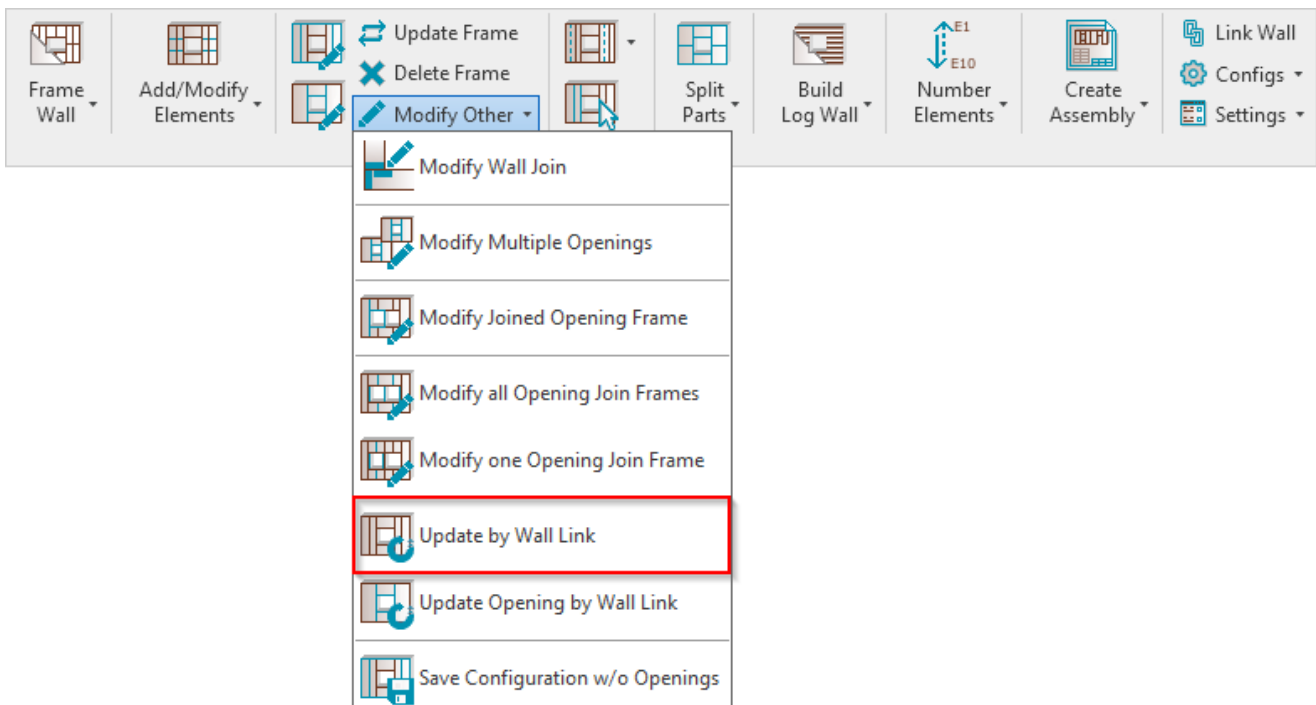 Frame
Wall
Add/Modify
Elements
Update Frame
Delete Frame
Modify Other
Split
Parts
Build
Log Wall
E1
E10
Number
Elements
Create
Assembly
Link Wall
Configs
Settings
Modify Wall Join
Modify Multiple Openings
Modify Joined Opening Frame
Modify all Opening Join Frames
Modify one Opening Join Frame
Update by Wall Link
Update Opening by Wall Link
Save Configuration w/o Openings